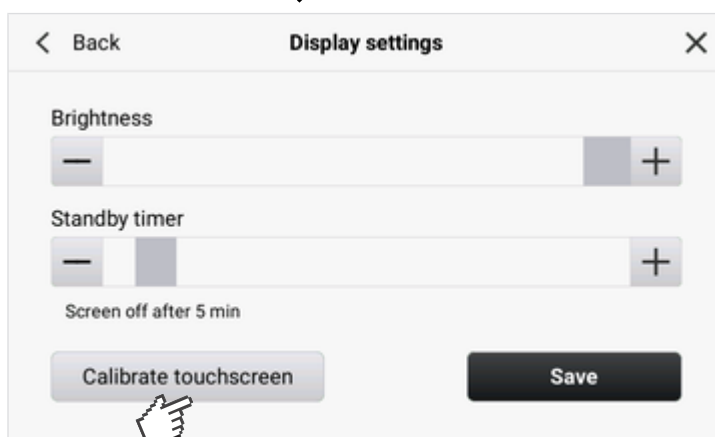 Back Display settings
Brightness
Standby timer
Screen off after 5 min
Calibrate touchscreen Save